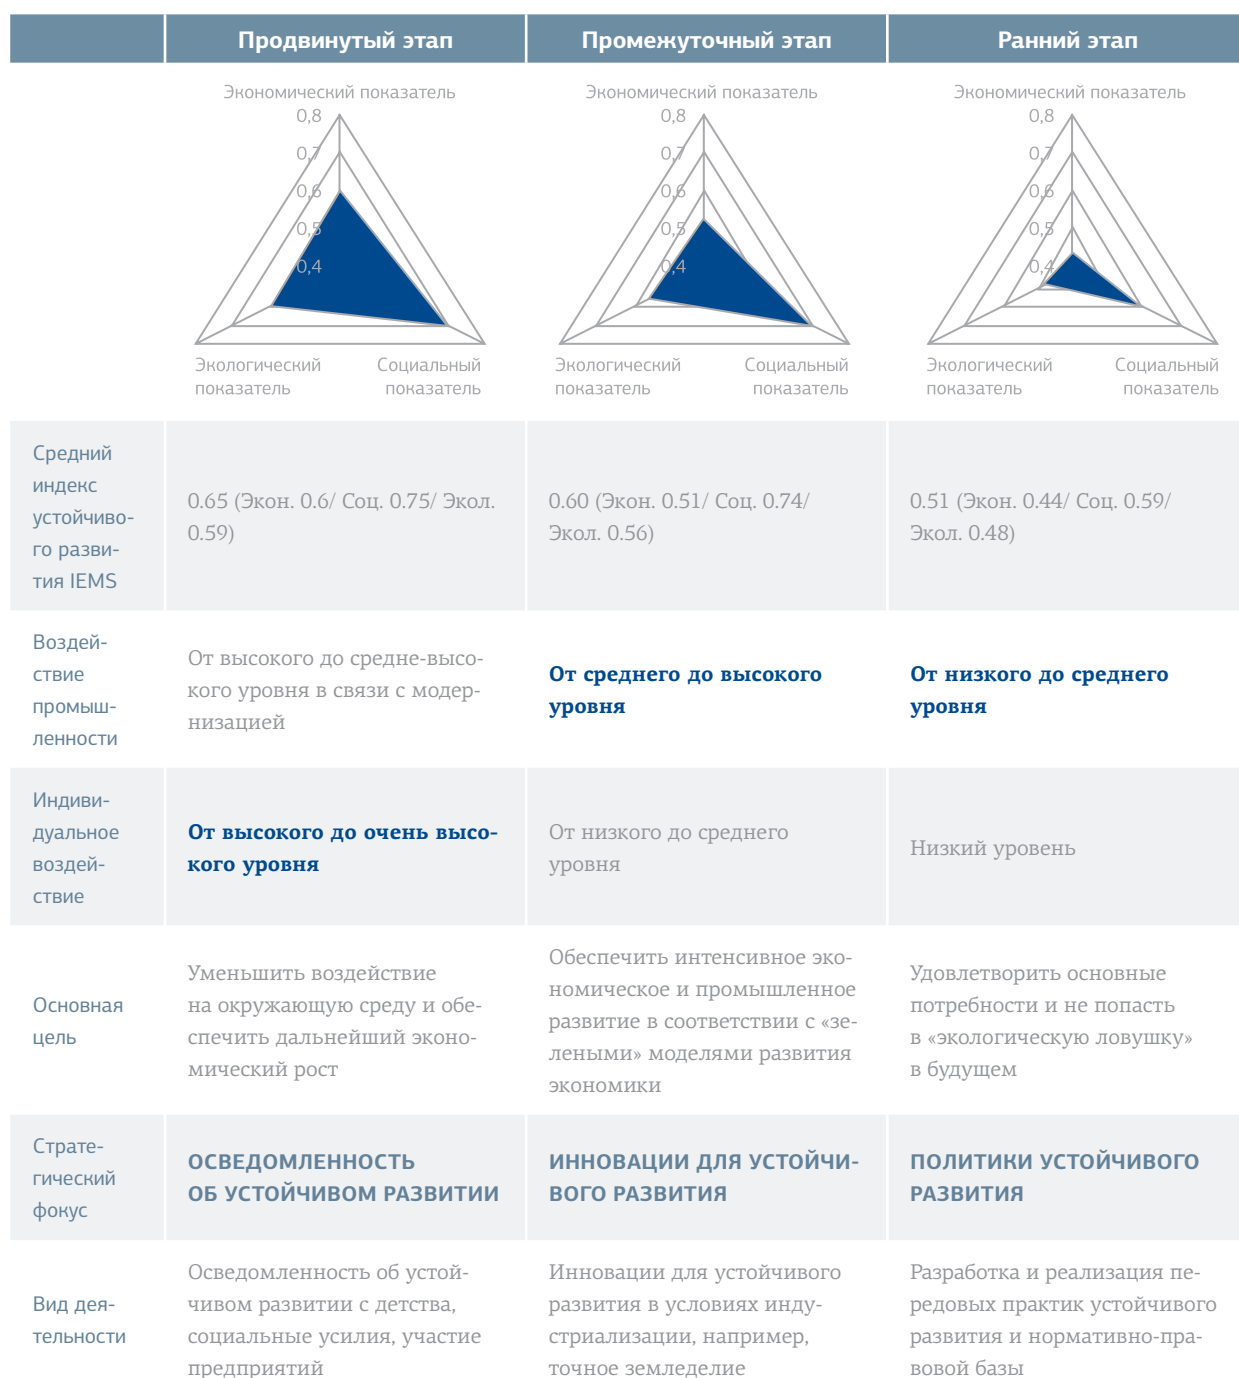 Продвинутый этап
Промежуточный этап
Ранний этап
Экономический показатель
0,8
0,7
0,6
0,5
0,4
Экологический
показатель
Социальный
показатель
Экономический показатель
0,8
0,7
0,6
0,5
0,4
Экологический
показатель
Социальный
показатель
Экономический показатель
0,8
0,7
0,6
0,5
0,4
Экологический
показатель
Социальный
показатель
Средний
индекс
устойчиво-
го разви-
тия IEMS
0.65 (Экон. 0.6/ Соц. 0.75/ Экол.
0.59)
0.60 (Экон. 0.51/ Соц. 0.74/
Экол. 0.56)
0.51 (Экон. 0.44/ Соц. 0.59/
Экол. 0.48)
Воздей-
ствие
промыш-
ленности
От высокого до средне-высо-
кого уровня в связи с модер-
низацией
От среднего до высокого
уровня
От низкого до среднего
уровня
Индиви-
дуальное
воздей-
ствие
От высокого до очень высо-
кого уровня
От низкого до среднего
уровня
Низкий уровень
Основная
цель
Уменьшить воздействие
на окружающую среду и обе-
спечить дальнейший эконо-
мический рост
Обеспечить интенсивное эко-
номическое и промышленное
развитие в соответствии с «зе-
леными» моделями развития
экономики
Удовлетворить основные
потребности и не попасть
в «экологическую ловушку»
в будущем
Страте-
гический
фокус
ОСВЕДОМЛЕННОСТЬ
ОБ УСТОЙЧИВОМ РАЗВИТИИ
ИННОВАЦИИ ДЛЯ УСТОЙЧИ-
ВОГО РАЗВИТИЯ
ПОЛИТИКИ УСТОЙЧИВОГО
РАЗВИТИЯ
Вид дея-
тельности
Осведомленность об устой-
чивом развитии с детства,
социальные усилия, участие
предприятий
Инновации для устойчивого
развития в условиях инду-
стриализации, например,
точное земледелие
Разработка и реализация пе-
редовых практик устойчивого
развития и нормативно-пра-
вовой базы